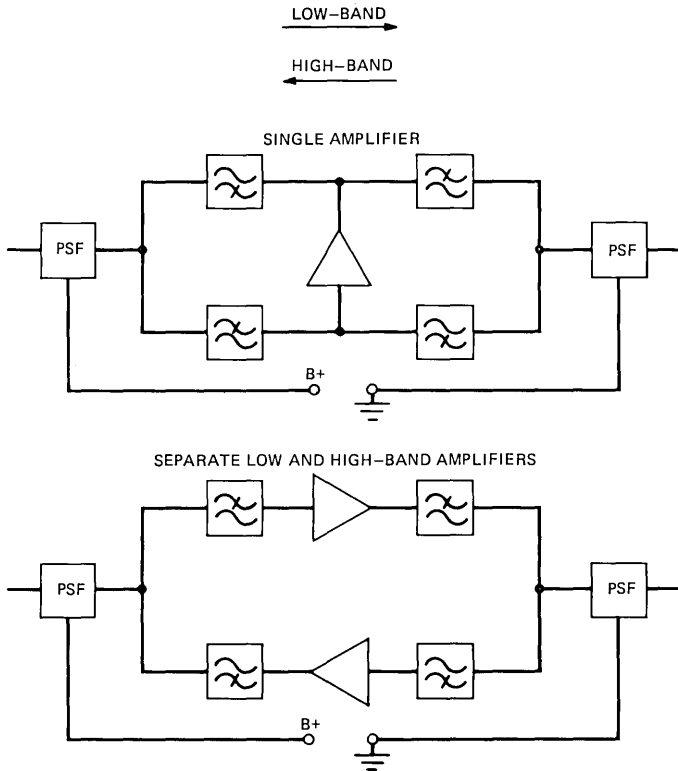 LOW–BAND
HIGH–BAND
SINGLE AMPLIFIER
PSF
PSF
B+
SEPARATE LOW AND HIGH–BAND AMPLIFIERS
PSF
PSF
B+